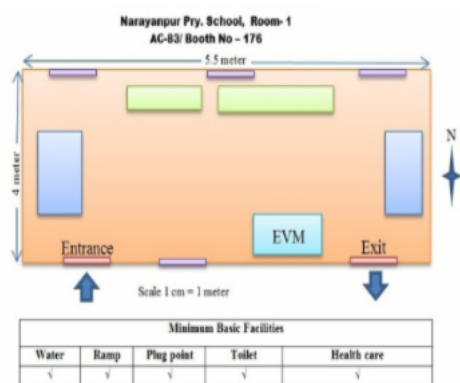 Narayanpur Pry. School, Room- 1
AC-83/ Booth No – 176
5.5 meter
4 meter
N
EVM
Entrance
Exit
Scale 1 cm = 1 meter
Minimum Basic Facilities
Water Ramp Plug point Toilet Health care
√ √ √ √ √